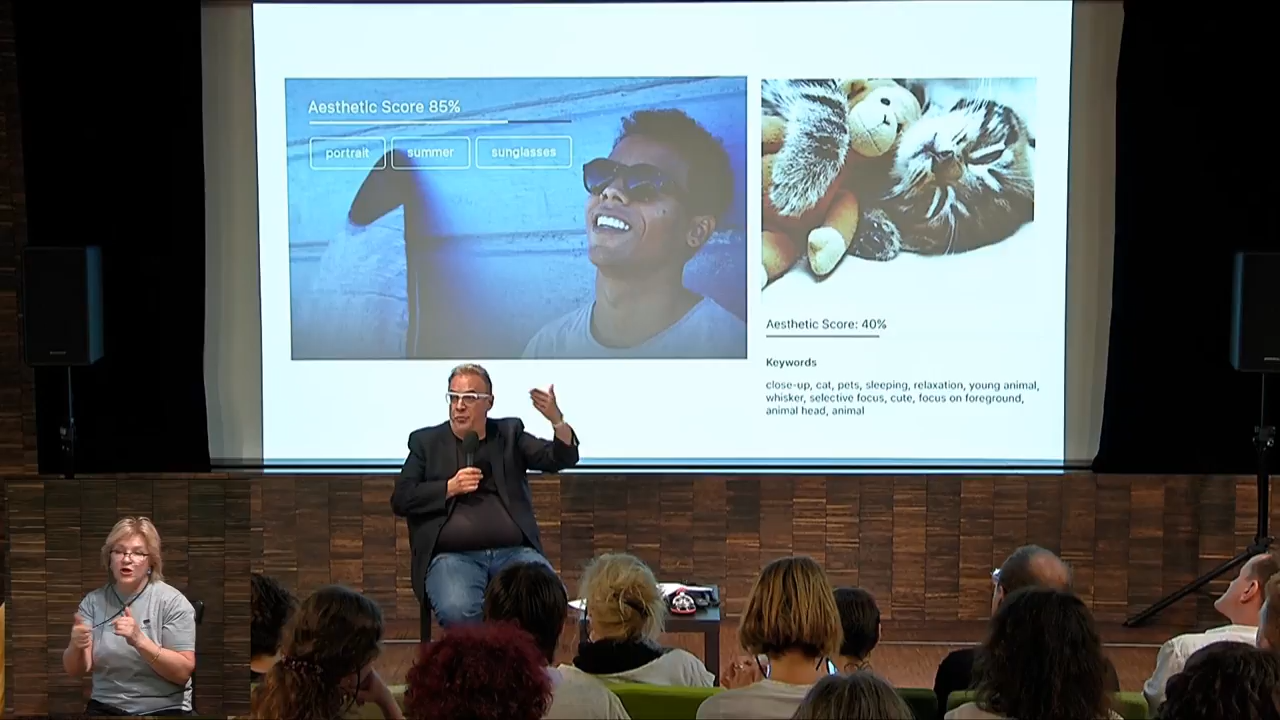 Aesthetic Score 85%
portrait summer sunglasses
Aesthetic Score: 40%
Keywords
close-up, cat, pets, sleeping, relaxation, young animal,
whisker, selective focus, cute, focus on foreground,
animal head, animal